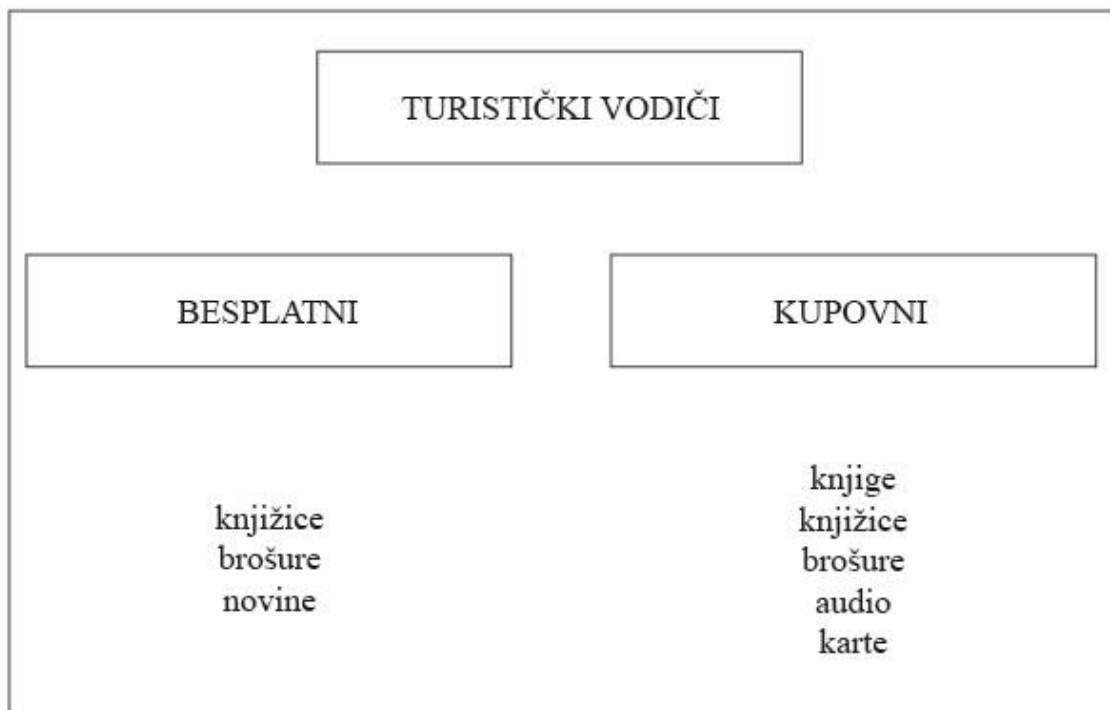 TURISTIČKI VODIČI
BESPLATNI
KUPOVNI
knjižice
brošure
novine
knjige
knjižice
brošure
audio
karte